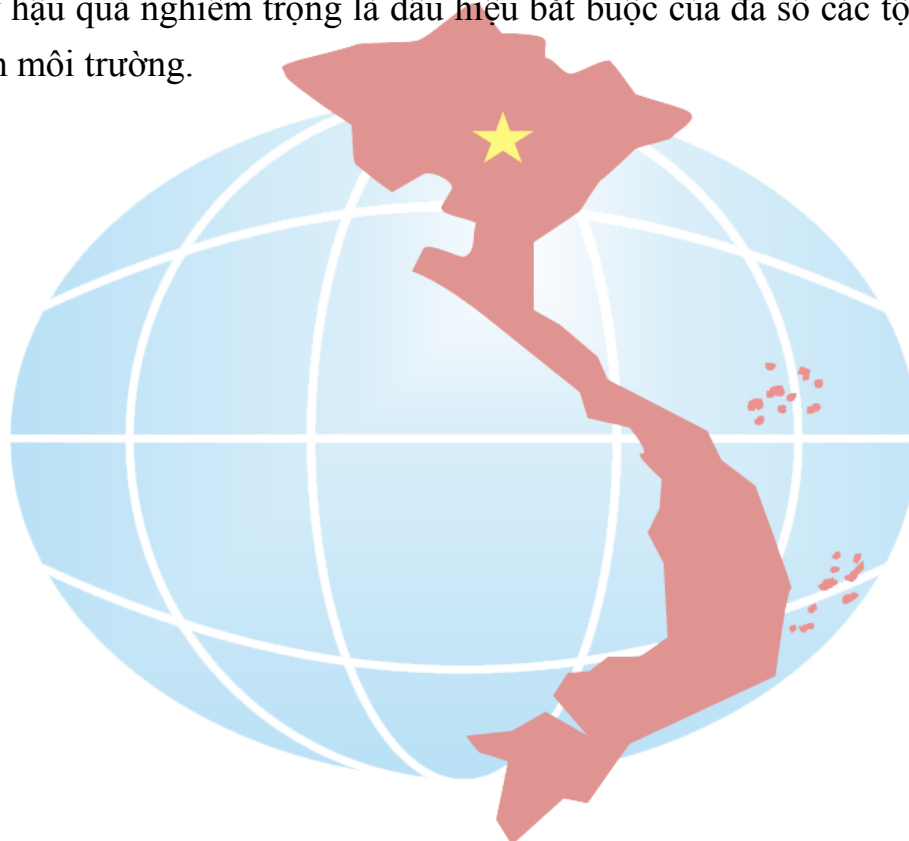 hậu quả nghiêm trọng là dấu hiệu bắt buộc của đa số các tộ
môi trường.